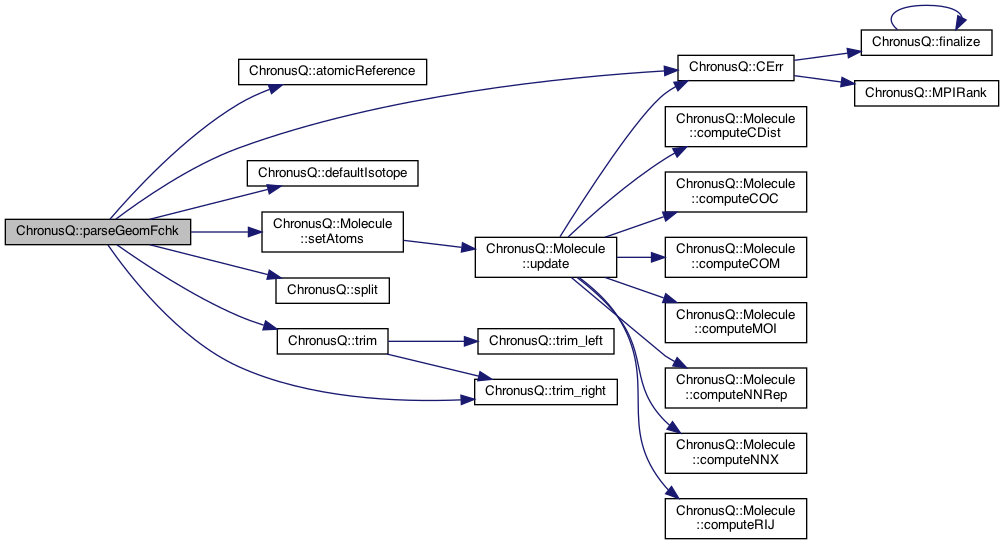 ChronusQ::parseGeomFchk
ChronusQ::atomicReference
ChronusQ::defaultIsotope
ChronusQ::Molecule
::setAtoms
ChronusQ::split
ChronusQ::trim
ChronusQ::trim_left
ChronusQ::trim_right
ChronusQ::Molecule
::update
ChronusQ::CErr
ChronusQ::finalize
ChronusQ::MPIRank
ChronusQ::Molecule
::computeCDist
ChronusQ::Molecule
::computeCOC
ChronusQ::Molecule
::computeCOM
ChronusQ::Molecule
::computeMOI
ChronusQ::Molecule
::computeNNRep
ChronusQ::Molecule
::computeNNX
ChronusQ::Molecule
::computeRIJ